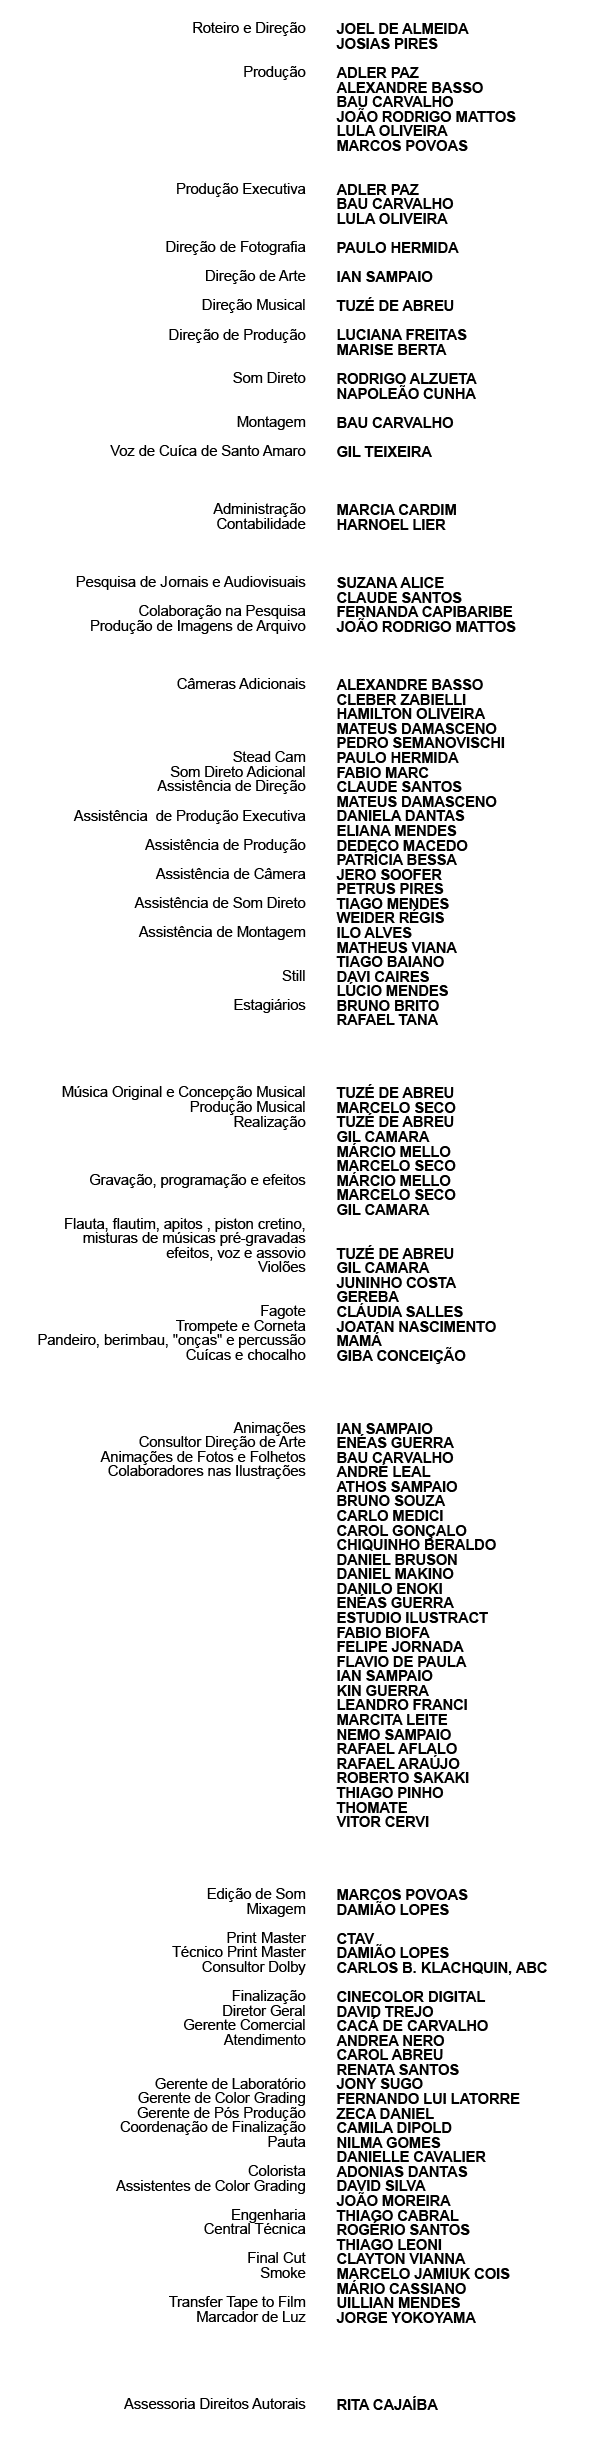 Roteiro e Direção JOEL DE ALMEIDA
JOSIAS PIRES
Produção ADLER PAZ
ALEXANDRE BASSO
BAU CARVALHO
JOÃO RODRIGO MATTOS
LULA OLIVEIRA
MARCOS POVOAS
Produção Executiva ADLER PAZ
BAU CARVALHO
LULA OLIVEIRA
Direção de Fotografia PAULO HERMIDA
Direção de Arte IAN SAMPAIO
Direção Musical TUZÉ DE ABREU
Direção de Produção LUCIANA FREITAS
MARISE BERTA
Som Direto RODRIGO ALZUETA
NAPOLEÃO CUNHA
Montagem BAU CARVALHO
Voz de Cuíca de Santo Amaro GIL TEIXEIRA
Administração MARCIA CARDIM
Contabilidade HARNOEL LIER
Pesquisa de Jornais e Audiovisuais SUZANA ALICE
CLAUDE SANTOS
Colaboração na Pesquisa FERNANDA CAPIBARIBE
Produção de Imagens de Arquivo JOÃO RODRIGO MATTOS
Câmeras Adicionais ALEXANDRE BASSO
CLEBER ZABIELLI
HAMILTON OLIVEIRA
MATEUS DAMASCENO
PEDRO SEMANOVISCHI
Stead Cam PAULO HERMIDA
Som Direto Adicional FABIO MARC
Assistência de Direção CLAUDE SANTOS
MATEUS DAMASCENO
Assistência  de Produção Executiva DANIELA DANTAS
ELIANA MENDES
Assistência de Produção DEDECO MACEDO
PATRÍCIA BESSA
Assistência de Câmera JERO SOOFER
PETRUS PIRES
Assistência de Som Direto TIAGO MENDES
WEIDER RÉGIS
Assistência de Montagem ILO ALVES
MATHEUS VIANA
TIAGO BAIANO
Still DAVI CAIRES
LÚCIO MENDES
Estagiários BRUNO BRITO
RAFAEL TANA
Música Original e Concepção Musical TUZÉ DE ABREU
Produção Musical MARCELO SECO
Realização TUZÉ DE ABREU
GIL CAMARA
MÁRCIO MELLO
MARCELO SECO
Gravação, programação e efeitos MÁRCIO MELLO
MARCELO SECO
GIL CAMARA
Flauta, flautim, apitos , piston cretino,
misturas de músicas pré-gravadas
efeitos, voz e assovio TUZÉ DE ABREU
Violões GIL CAMARA
JUNINHO COSTA
GEREBA
Fagote CLÁUDIA SALLES
Trompete e Corneta JOATAN NASCIMENTO
Pandeiro, berimbau, "onças" e percussão MAMÁ
Cuícas e chocalho GIBA CONCEIÇÃO
Animações IAN SAMPAIO
Consultor Direção de Arte ENÉAS GUERRA
Animações de Fotos e Folhetos BAU CARVALHO
Colaboradores nas Ilustrações ANDRÉ LEAL
ATHOS SAMPAIO
BRUNO SOUZA
CARLO MEDICI
CAROL GONÇALO
CHIQUINHO BERALDO
DANIEL BRUSON
DANIEL MAKINO
DANILO ENOKI
ENÉAS GUERRA
ESTUDIO ILUSTRACT
FABIO BIOFA
FELIPE JORNADA
FLAVIO DE PAULA
IAN SAMPAIO
KIN GUERRA
LEANDRO FRANCI
MARCITA LEITE
NEMO SAMPAIO
RAFAEL AFLALO
RAFAEL ARAÚJO
ROBERTO SAKAKI
THIAGO PINHO
THOMATE
VITOR CERVI
Edição de Som MARCOS POVOAS
Mixagem DAMIÃO LOPES
Print Master CTAV
Técnico Print Master DAMIÃO LOPES
Consultor Dolby CARLOS B. KLACHQUIN, ABC
Finalização CINECOLOR DIGITAL
Diretor Geral DAVID TREJO
Gerente Comercial CACÁ DE CARVALHO
Atendimento ANDREA NERO
CAROL ABREU
RENATA SANTOS
Gerente de Laboratório JONY SUGO
Gerente de Color Grading FERNANDO LUI LATORRE
Gerente de Pós Produção ZECA DANIEL
Coordenação de Finalização CAMILA DIPOLD
Pauta NILMA GOMES
DANIELLE CAVALIER
Colorista ADONIAS DANTAS
Assistentes de Color Grading DAVID SILVA
JOÃO MOREIRA
Engenharia THIAGO CABRAL
Central Técnica ROGÉRIO SANTOS
THIAGO LEONI
Final Cut CLAYTON VIANNA
Smoke MARCELO JAMIUK COIS
MÁRIO CASSIANO
Transfer Tape to Film UILLIAN MENDES
Marcador de Luz JORGE YOKOYAMA
Assessoria Direitos Autorais RITA CAJAÍBA